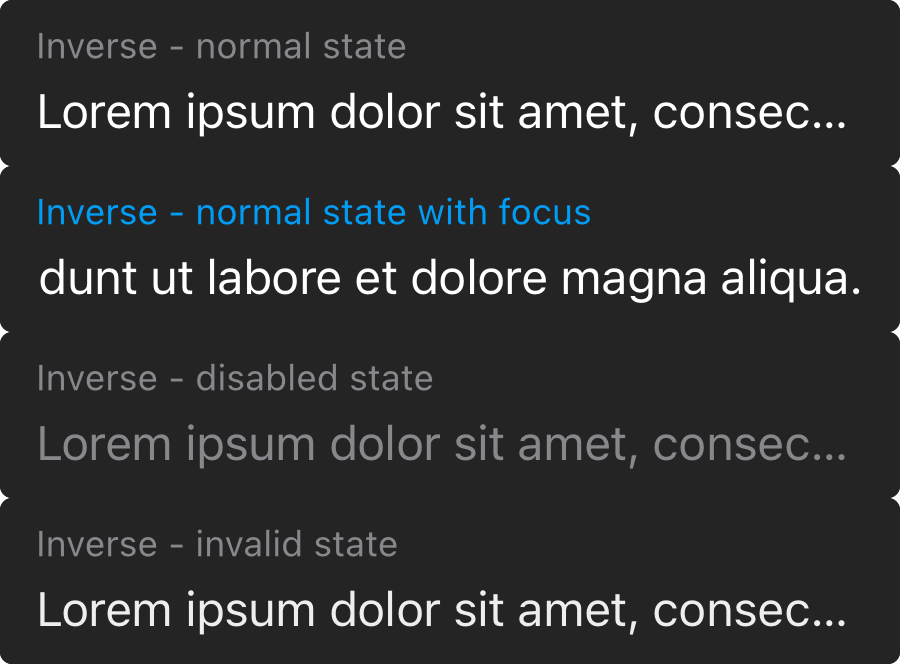 Inverse - normal state
Lorem ipsum dolor sit amet, consec...
Inverse - normal state with focus
dunt ut labore et dolore magna aliqua.
Inverse - disabled state
Lorem ipsum dolor sit amet, consec...
Inverse - invalid state
Lorem ipsum dolor sit amet, consec...